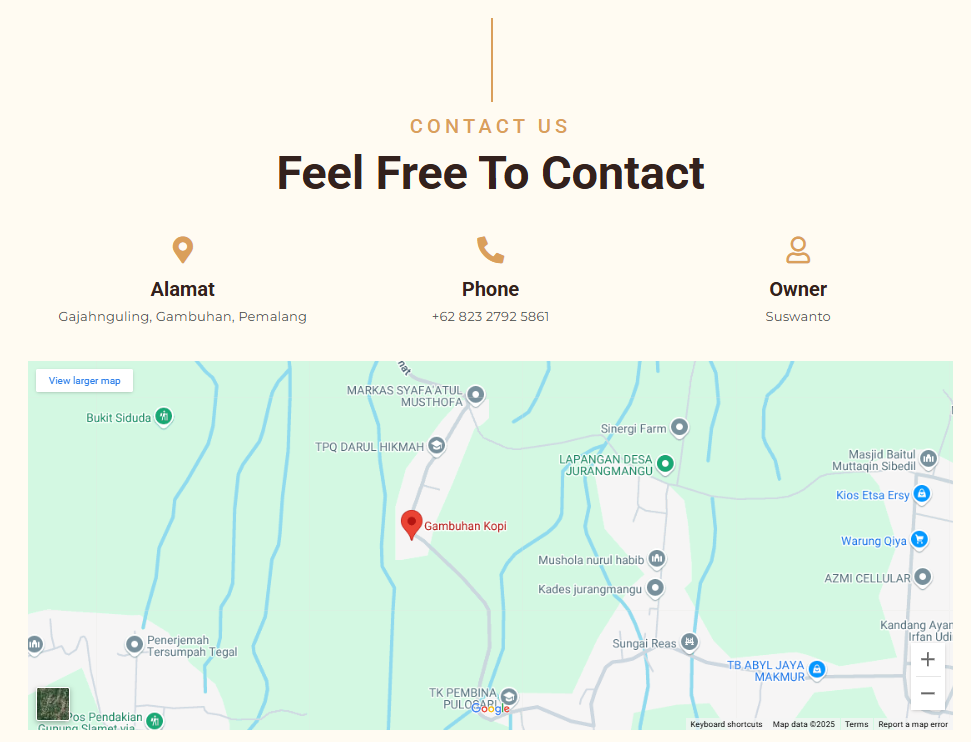 CONTACT US
Feel Free To Contact
Alamat
Gajahnguling, Gambuhan, Pemalang
Phone
+62 823 2792 5861
Owner
Suswanto
View larger map
MARKAS SYAFA'ATUL
MUSTHOFA
Bukit Siduda
Sinergi Farm
TPQ DARUL HIKMAH
LAPANGAN DESA
JURANGMANGU
Masjid Baitul
Muttaqin Sibedil
Kios Etsa Ersy
Gambuhan Kopi
Warung Qiya
Mushola nurul habib
AZMI CELLULAR
Kades jurangmangu
Kandang Ayam
Irfan Udi
Penerjemah
Tersumpah Tegal
Sungai Reas
TB ABYL JAYA
MAKMUR
TK PEMBINA
PULOSARI
Google
Pos Pendakian
Gunung Slamet via
Keyboard shortcuts
Map data ©2025
Terms
Report a map error